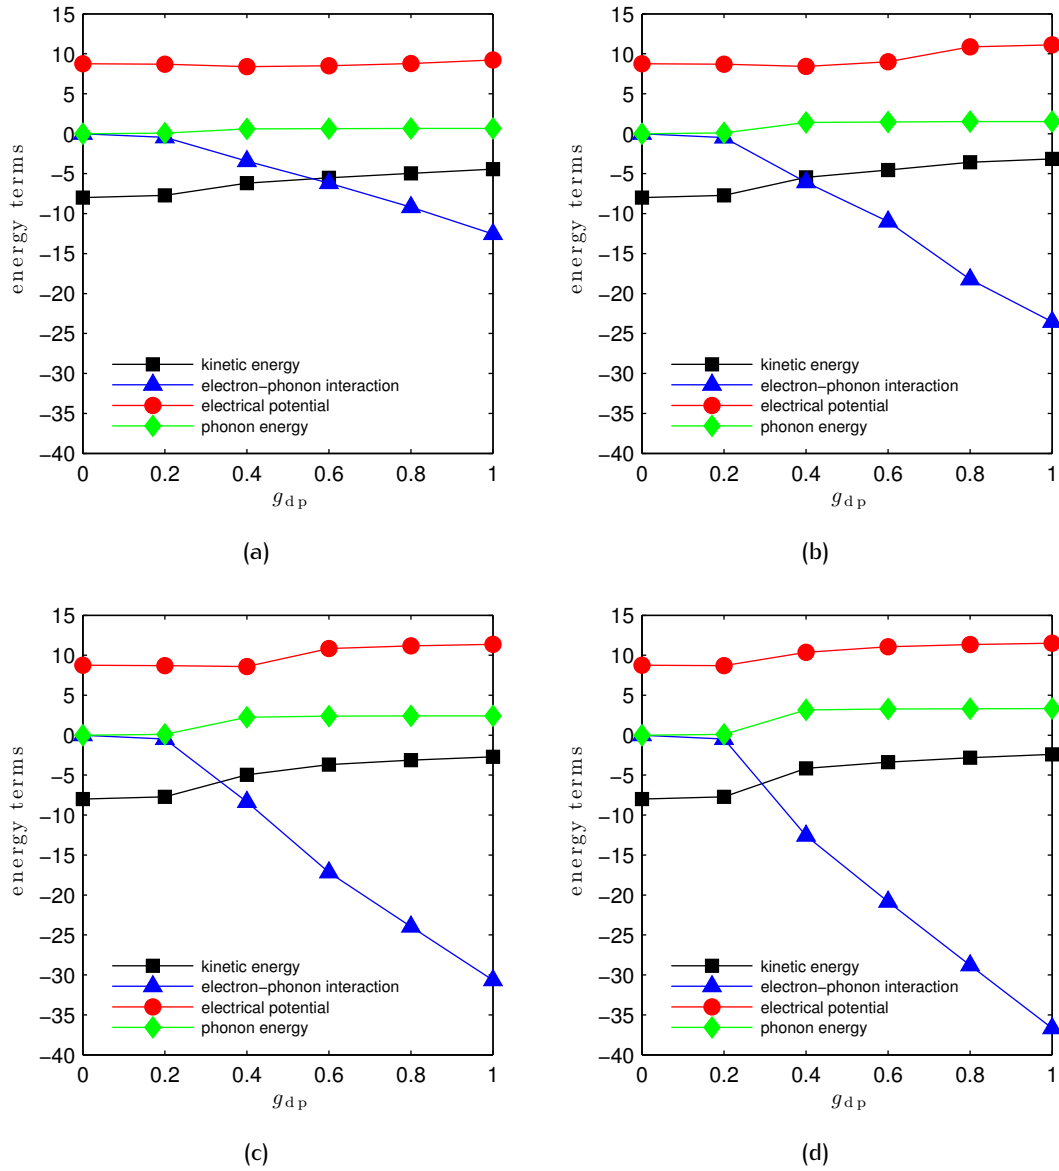 15
10
5
0
−5
−10
−15
−20
−25
−30
−35
−40
energy terms
kinetic energy
electron−phonon interaction
electrical potential
phonon energy
0 0.2 0.4 0.6 0.8 1
g_dp
(a)
15
10
5
0
−5
−10
−15
−20
−25
−30
−35
−40
energy terms
kinetic energy
electron−phonon interaction
electrical potential
phonon energy
0 0.2 0.4 0.6 0.8 1
g_dp
(b)
15
10
5
0
−5
−10
−15
−20
−25
−30
−35
−40
energy terms
kinetic energy
electron−phonon interaction
electrical potential
phonon energy
0 0.2 0.4 0.6 0.8 1
g_dp
(c)
15
10
5
0
−5
−10
−15
−20
−25
−30
−35
−40
energy terms
kinetic energy
electron−phonon interaction
electrical potential
phonon energy
0 0.2 0.4 0.6 0.8 1
g_dp
(d)